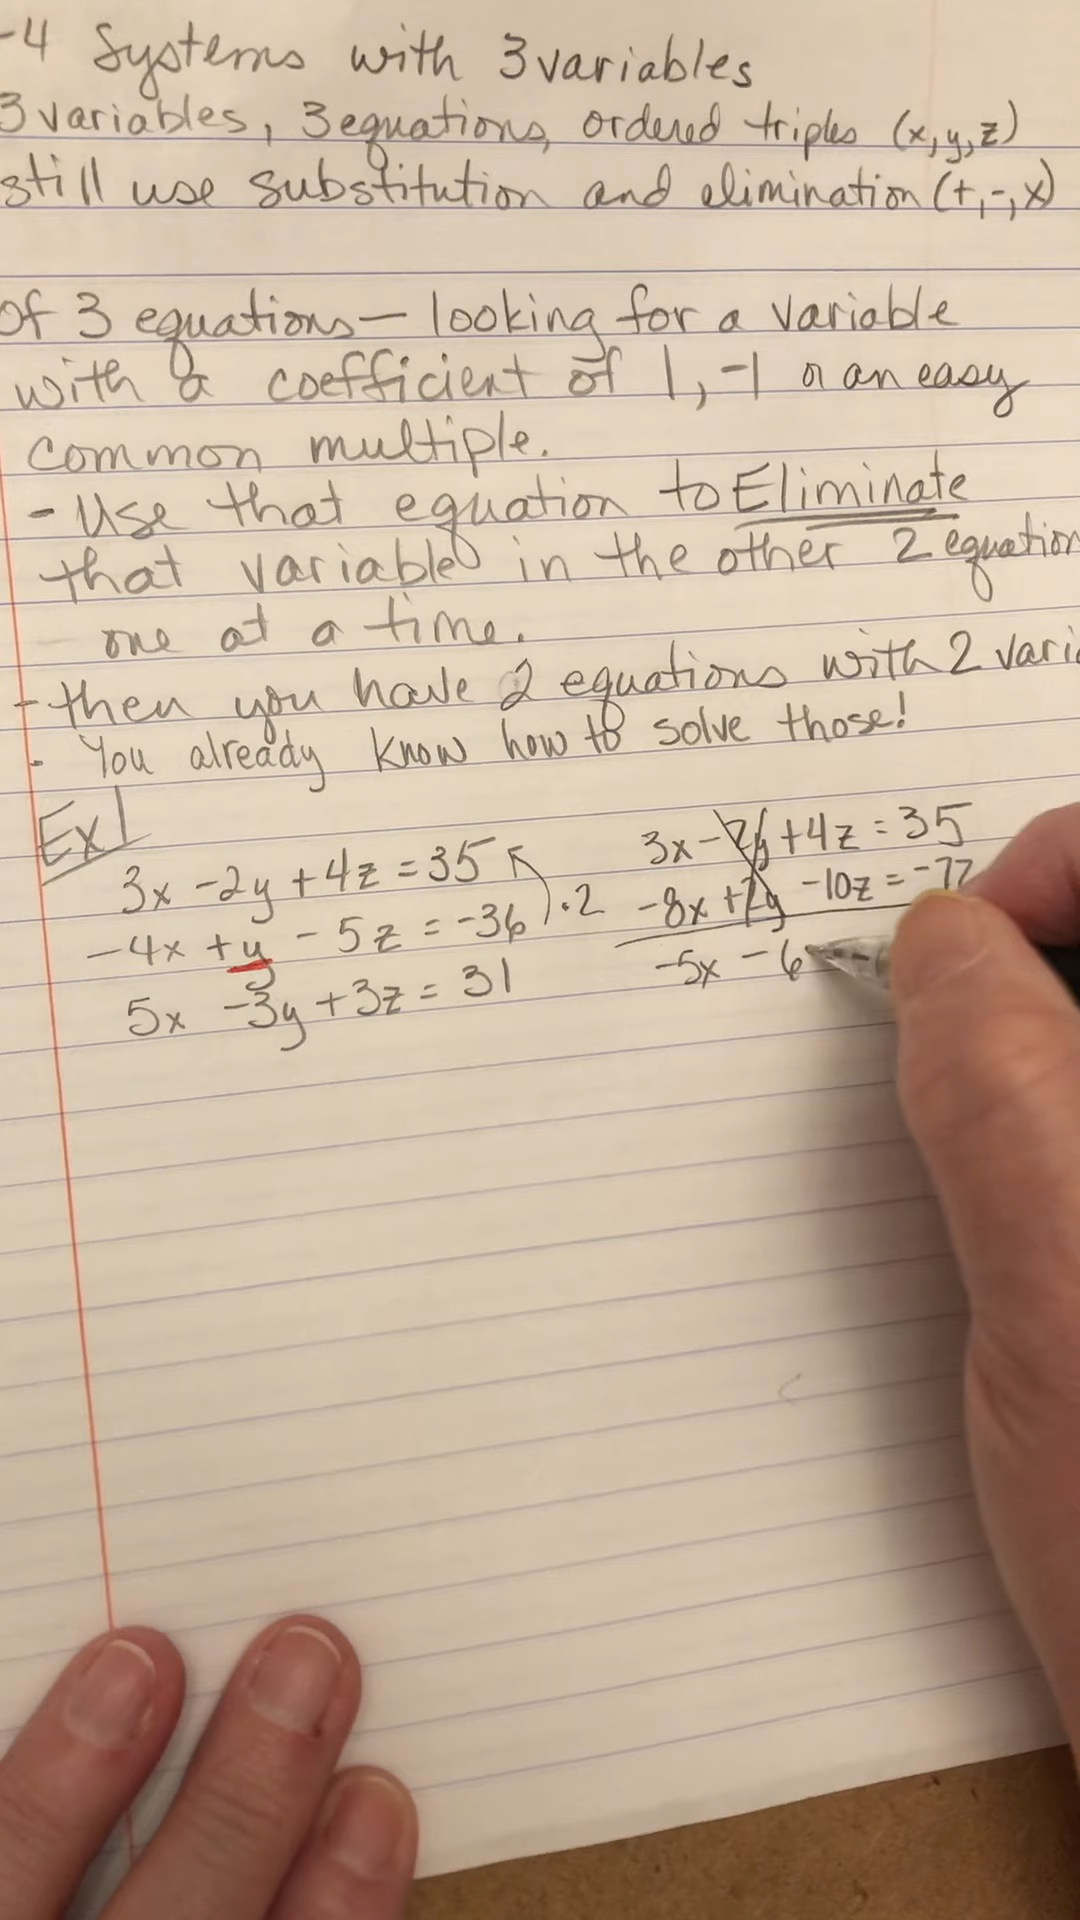 -4 Systems with 3 variables
3 variables, 3 equations, ordered triples (x,y,z)
still use substitution and elimination (+,-,x)
of 3 equations — looking for a variable
with a coefficient of 1, -1 or an easy
common multiple.
- Use that equation to Eliminate
that variable in the other 2 equation
one at a time.
- then you have 2 equations with 2 vari
- You already know how to solve those!
Ex 1
3x - 2y + 4z = 35
-4x + y - 5z = -36
5x - 3y + 3z = 31
·2
3x - 2y + 4z = 35
-8x + 2y - 10z = -72
-5x - 6